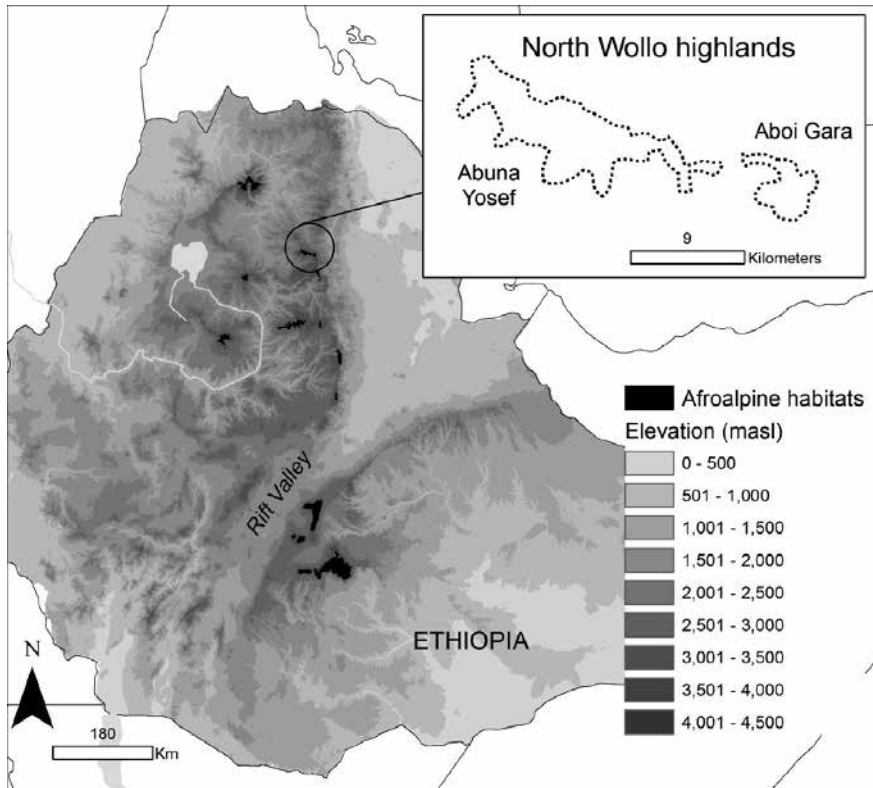 North Wollo highlands
Aboi Gara
Abuna
Yosef
9
Kilometers
Afroalpine habitats
Elevation (masl)
0 - 500
501 - 1,000
1,001 - 1,500
1,501 - 2,000
2,001 - 2,500
2,501 - 3,000
3,001 - 3,500
3,501 - 4,000
4,001 - 4,500
Rift Valley
ETHIOPIA
N
180
Km